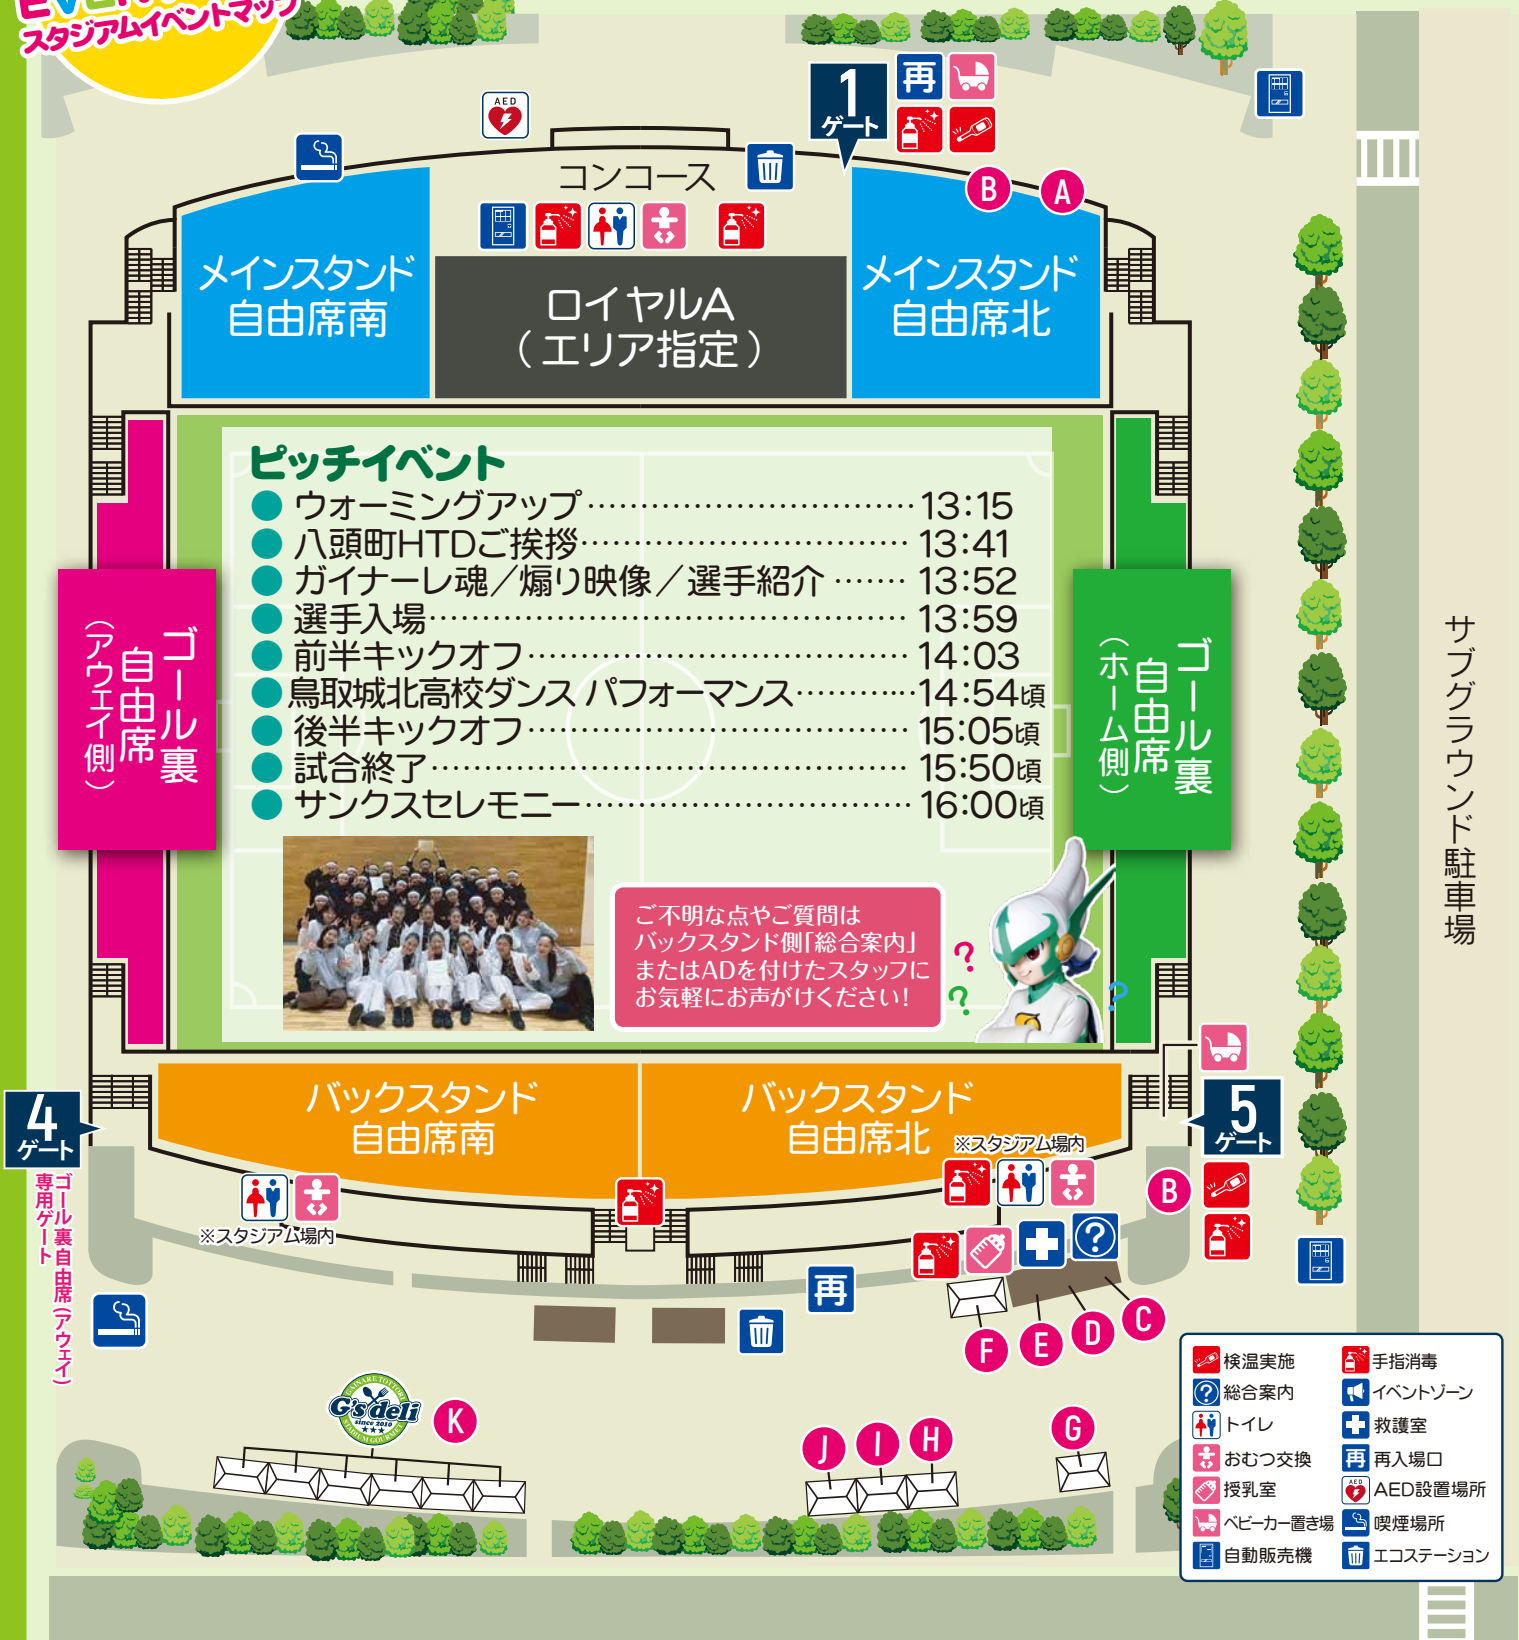 スタジアムイベントマップ
AED
1
ゲート
再
コンコース
B
A
メインスタンド
自由席南
ロイヤルA
（エリア指定）
メインスタンド
自由席北
ピッチイベント
● ウォーミングアップ…………………………… 13:15
● 八頭町HTDご挨拶…………………………… 13:41
● ガイナーレ魂／煽り映像／選手紹介 ……… 13:52
● 選手入場………………………………………… 13:59
● 前半キックオフ………………………………… 14:03
● 鳥取城北高校ダンス パフォーマンス…………14:54頃
● 後半キックオフ………………………………… 15:05頃
● 試合終了………………………………………… 15:50頃
● サンクスセレモニー…………………………… 16:00頃
ゴール裏
自由席
（アウェイ側）
ゴール裏
自由席
（ホーム側）
サブグラウンド駐車場
ご不明な点やご質問は
バックスタンド側「総合案内」
またはADを付けたスタッフに
お気軽にお声がけください！
?
?
?
バックスタンド
自由席南
バックスタンド
自由席北
※スタジアム場内
4
ゲート
ゴール裏自由席（アウェイ）
専用ゲート
5
ゲート
B
※スタジアム場内
再
?
F
E
D
C
GAINARE TOTTORI
G's deli
since 2010
★★★
STADIUM GOURMET
K
J
I
H
G
検温実施
手指消毒
? 総合案内
イベントゾーン
トイレ
救護室
おむつ交換
再 再入場口
授乳室
AED AED設置場所
ベビーカー置き場
喫煙場所
自動販売機
エコステーション